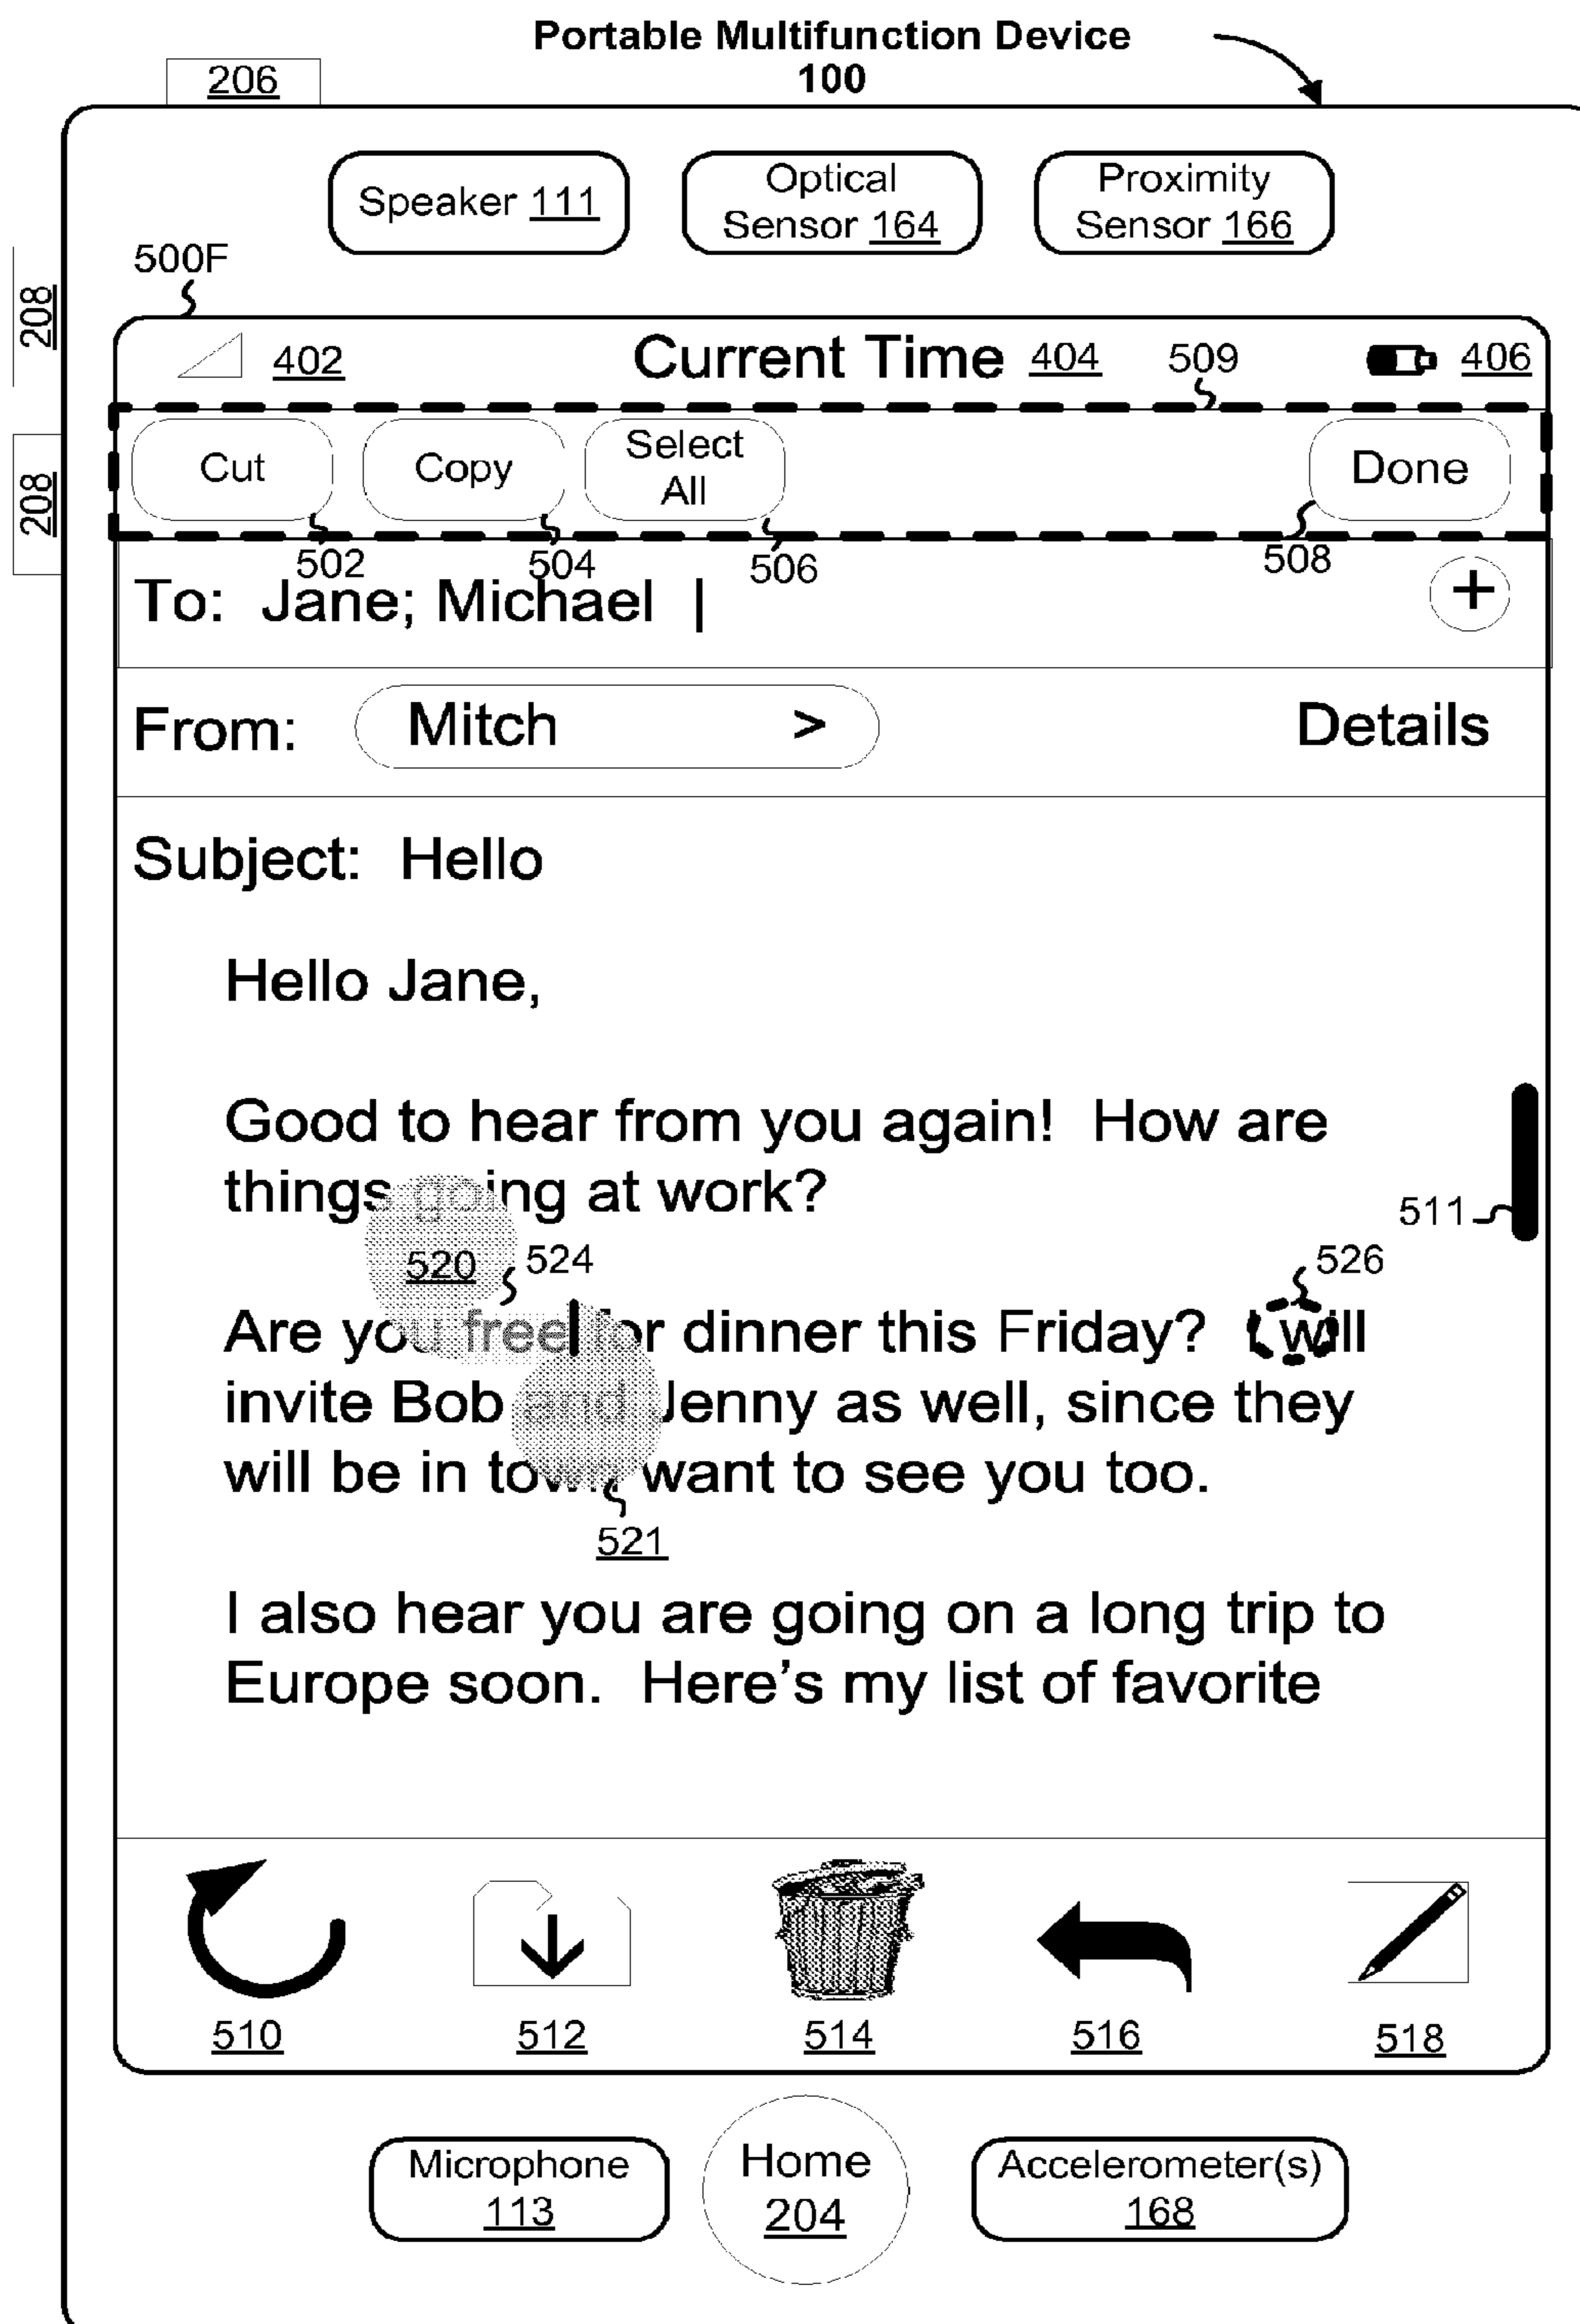 Portable Multifunction Device
100
206
Speaker 111
Optical
Sensor 164
Proximity
Sensor 166
500F
208
208
402
Current Time 404
509
406
Cut
Copy
Select
All
Done
502
504
506
508
To: Jane; Michael |
+
From:
Mitch >
Details
Subject: Hello
Hello Jane,
Good to hear from you again! How are
things going at work?
511
520
524
526
Are you free for dinner this Friday? I will
invite Bob and Jenny as well, since they
will be in town want to see you too.
521
I also hear you are going on a long trip to
Europe soon. Here's my list of favorite
510
512
514
516
518
Microphone
113
Home
204
Accelerometer(s)
168